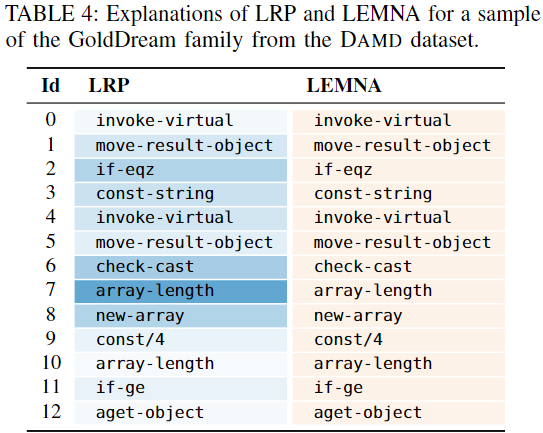 TABLE 4: Explanations of LRP and LEMNA for a sample
of the GoldDream family from the DAMD dataset.
Id LRP LEMNA
0 invoke-virtual invoke-virtual
1 move-result-object move-result-object
2 if-eqz if-eqz
3 const-string const-string
4 invoke-virtual invoke-virtual
5 move-result-object move-result-object
6 check-cast check-cast
7 array-length array-length
8 new-array new-array
9 const/4 const/4
10 array-length array-length
11 if-ge if-ge
12 aget-object aget-object